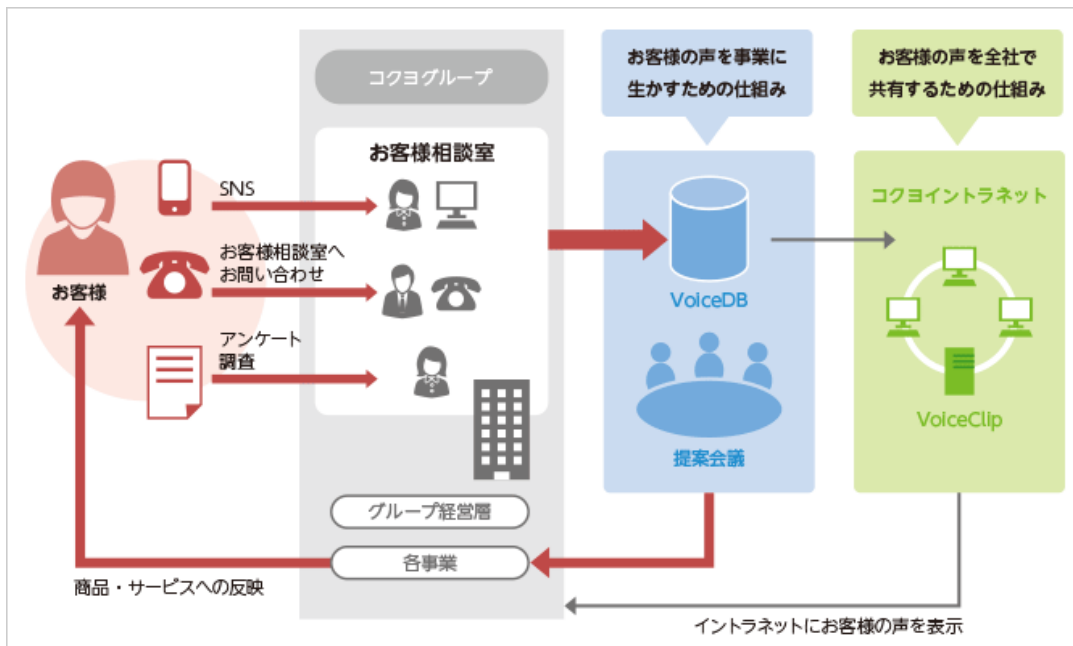 コクヨグループ
お客様の声を事業に
生かすための仕組み
お客様の声を全社で
共有するための仕組み
お客様相談室
SNS
お客様相談室へ
お問い合わせ
お客様
アンケート
調査
VoiceDB
提案会議
コクヨイントラネット
VoiceClip
グループ経営層
各事業
商品・サービスへの反映
イントラネットにお客様の声を表示